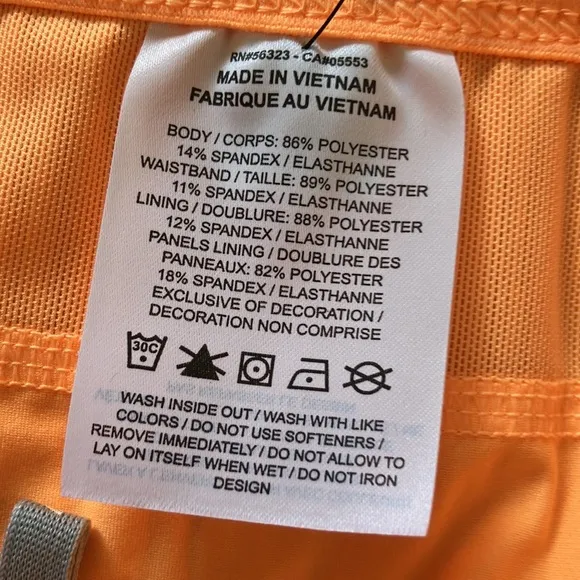 RN#56323 - CA#05553
MADE IN VIETNAM
FABRIQUE AU VIETNAM
BODY / CORPS: 86% POLYESTER
14% SPANDEX / ELASTHANNE
WAISTBAND / TAILLE: 89% POLYESTER
11% SPANDEX / ELASTHANNE
LINING / DOUBLURE: 88% POLYESTER
12% SPANDEX / ELASTHANNE
PANELS LINING / DOUBLURE DES
PANNEAUX: 82% POLYESTER
18% SPANDEX / ELASTHANNE
EXCLUSIVE OF DECORATION /
DECORATION NON COMPRISE
30C
WASH INSIDE OUT / WASH WITH LIKE
COLORS / DO NOT USE SOFTENERS /
REMOVE IMMEDIATELY / DO NOT ALLOW TO
LAY ON ITSELF WHEN WET / DO NOT IRON
DESIGN